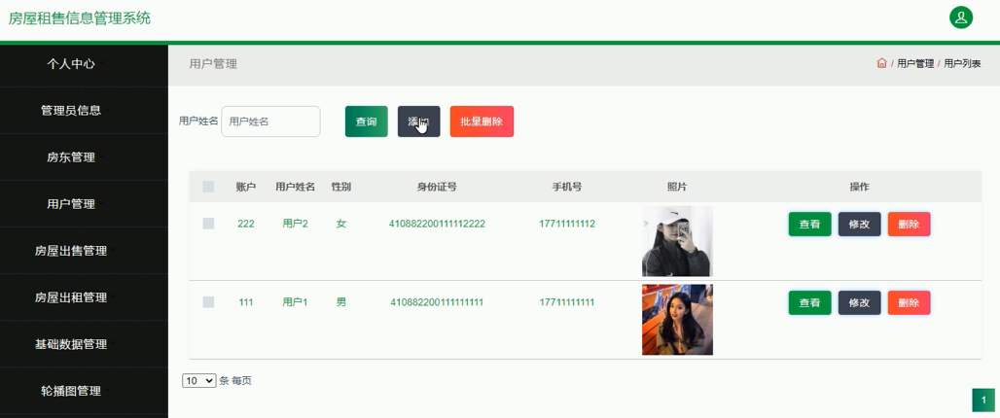 房屋租售信息管理系统
个人中心
管理员信息
房东管理
用户管理
房屋出售管理
房屋出租管理
基础数据管理
轮播图管理
用户管理
/ 用户管理 / 用户列表
用户姓名 用户姓名 查询 添加 批量删除
账户 用户姓名 性别 身份证号 手机号 照片 操作
222 用户2 女 410882200111112222 17711111112 查看 修改 删除
111 用户1 男 410882200111111111 17711111111 查看 修改 删除
10 条 每页
1